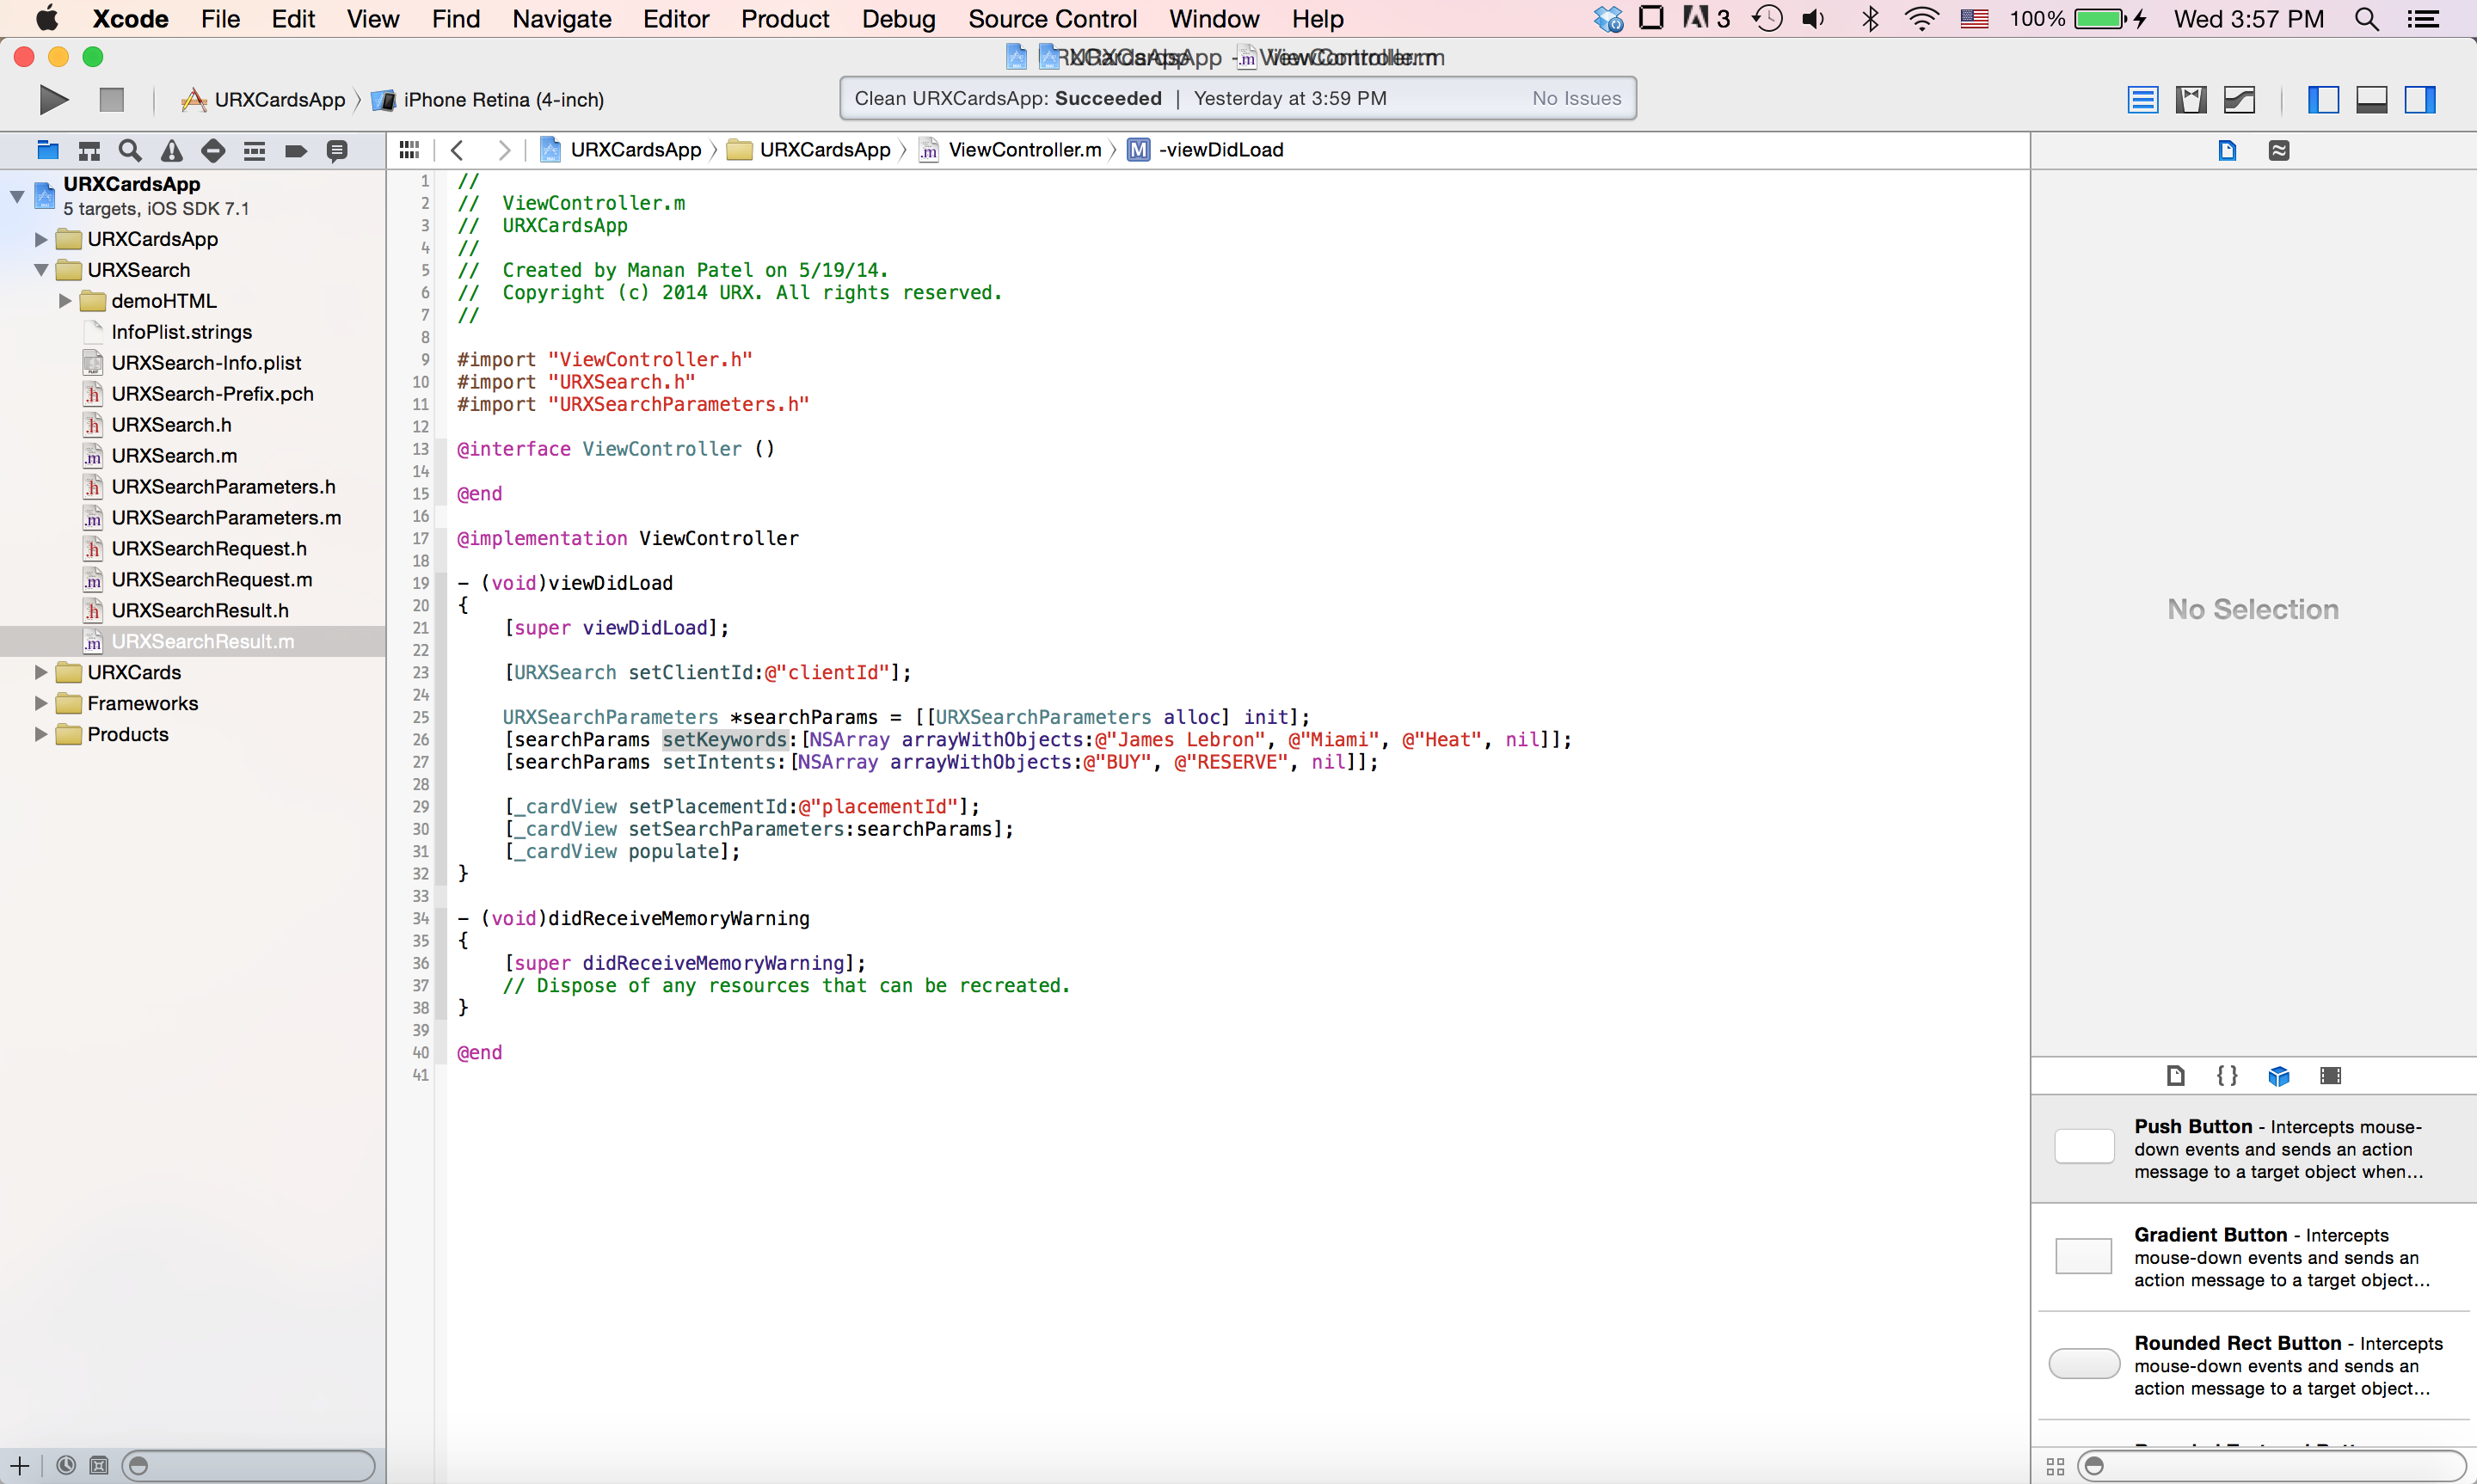 Xcode File Edit View Find Navigate Editor Product Debug Source Control Window Help 3 100% Wed 3:57 PM
URXCardsApp iPhone Retina (4-inch) Clean URXCardsApp: Succeeded | Yesterday at 3:59 PM No Issues
URXCardsApp URXCardsApp ViewController.m M -viewDidLoad
URXCardsApp
5 targets, iOS SDK 7.1
URXCardsApp
URXSearch
demoHTML
InfoPlist.strings
URXSearch-Info.plist
URXSearch-Prefix.pch
URXSearch.h
URXSearch.m
URXSearchParameters.h
URXSearchParameters.m
URXSearchRequest.h
URXSearchRequest.m
URXSearchResult.h
URXSearchResult.m
URXCards
Frameworks
Products
1 //
2 // ViewController.m
3 // URXCardsApp
4 //
5 // Created by Manan Patel on 5/19/14.
6 // Copyright (c) 2014 URX. All rights reserved.
7 //
8
9 #import "ViewController.h"
10 #import "URXSearch.h"
11 #import "URXSearchParameters.h"
12
13 @interface ViewController ()
14
15 @end
16
17 @implementation ViewController
18
19 - (void)viewDidLoad
20 {
21 [super viewDidLoad];
22
23 [URXSearch setClientId:@"clientId"];
24
25 URXSearchParameters *searchParams = [[URXSearchParameters alloc] init];
26 [searchParams setKeywords:[NSArray arrayWithObjects:@"James Lebron", @"Miami", @"Heat", nil]];
27 [searchParams setIntents:[NSArray arrayWithObjects:@"BUY", @"RESERVE", nil]];
28
29 [_cardView setPlacementId:@"placementId"];
30 [_cardView setSearchParameters:searchParams];
31 [_cardView populate];
32 }
33
34 - (void)didReceiveMemoryWarning
35 {
36 [super didReceiveMemoryWarning];
37 // Dispose of any resources that can be recreated.
38 }
39
40 @end
41
No Selection
{ }
Push Button - Intercepts mouse-
down events and sends an action
message to a target object when...
Gradient Button - Intercepts
mouse-down events and sends an
action message to a target object...
Rounded Rect Button - Intercepts
mouse-down events and sends an
action message to a target object...